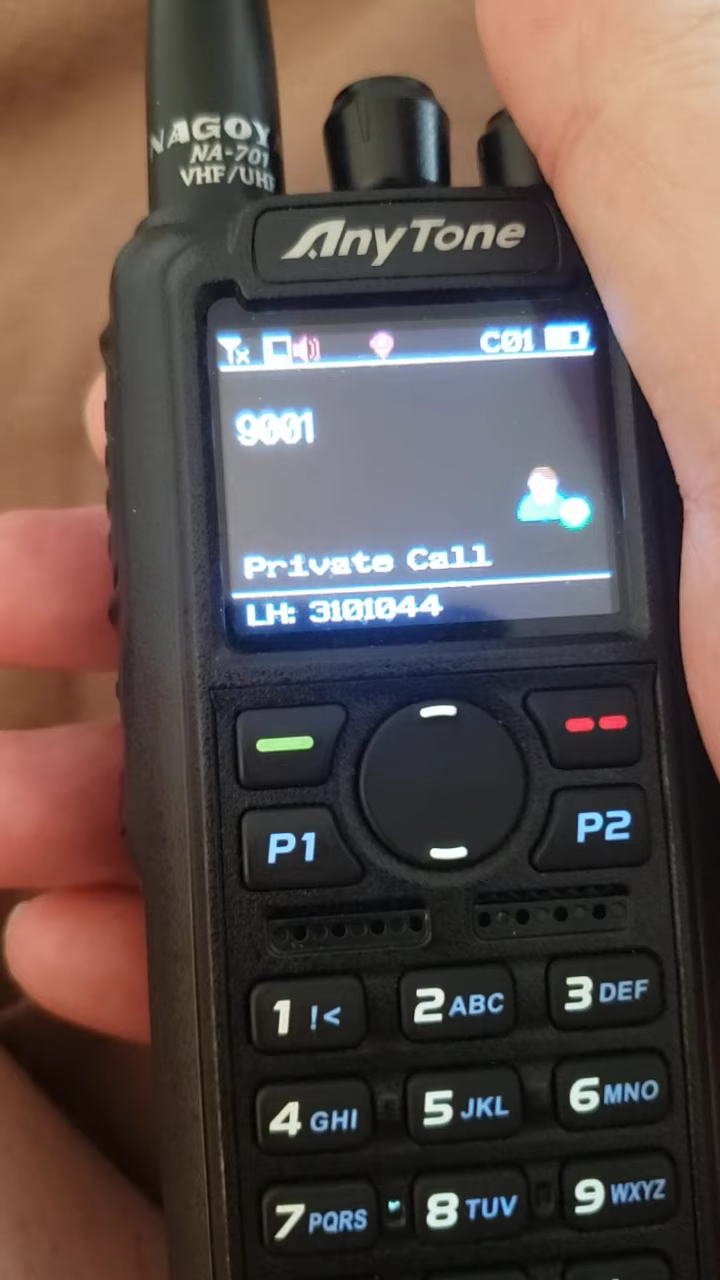 NAGOY
NA-701
VHF/UHF
AnyTone
C01
9001
Private Call
LH: 3101044
P1
P2
1 !<
2 ABC
3 DEF
4 GHI
5 JKL
6 MNO
7 PQRS
8 TUV
9 WXYZ